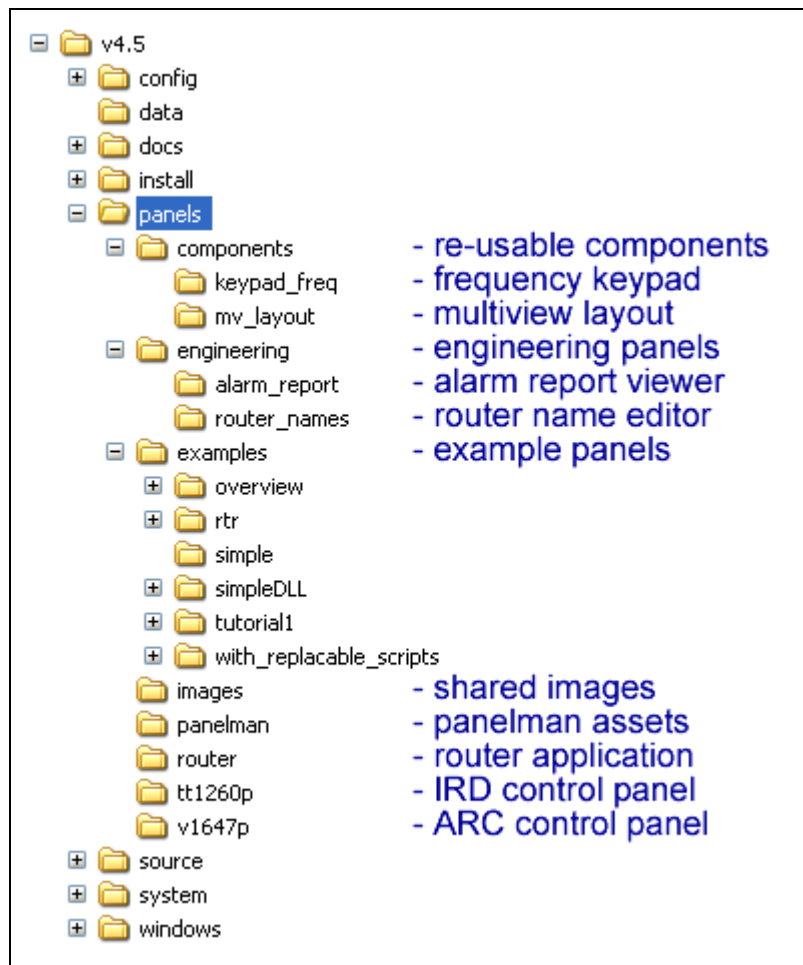 v4.5
config
data
docs
install
panels
components - re-usable components
keypad_freq - frequency keypad
mv_layout - multiview layout
engineering - engineering panels
alarm_report - alarm report viewer
router_names - router name editor
examples - example panels
overview
rtr
simple
simpleDLL
tutorial1
with_replacable_scripts
images - shared images
panelman - panelman assets
router - router application
tt1260p - IRD control panel
v1647p - ARC control panel
source
system
windows